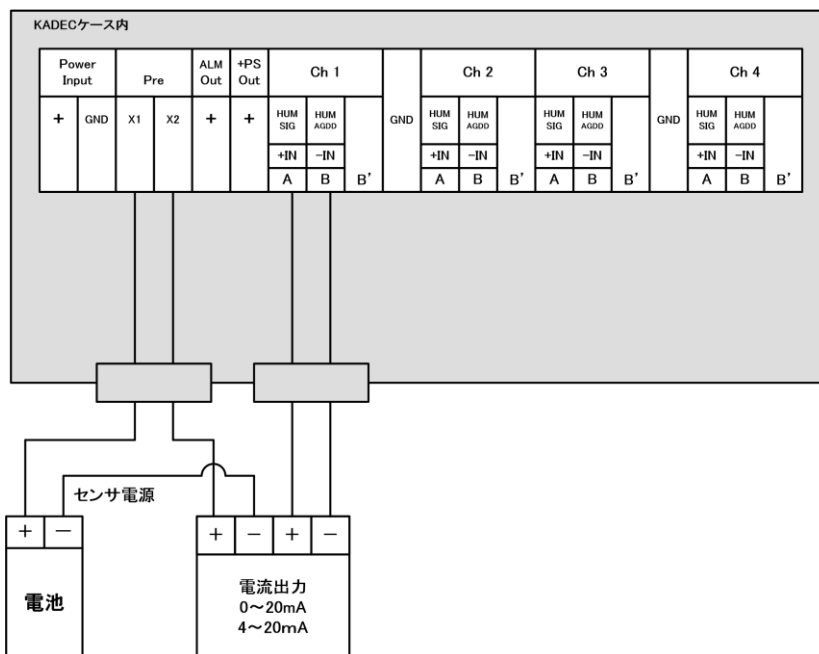 KADECケース内
Power Input
Pre
ALM Out
+PS Out
Ch 1
GND
Ch 2
Ch 3
GND
Ch 4
+
GND
X1
X2
+
+
HUM SIG
HUM AGDD
HUM SIG
HUM AGDD
HUM SIG
HUM AGDD
HUM SIG
HUM AGDD
+IN
−IN
+IN
−IN
+IN
−IN
+IN
−IN
A
B
B'
A
B
B'
A
B
B'
A
B
B'
センサ電源
+
−
+
−
+
−
電池
電流出力
0～20mA
4～20mA